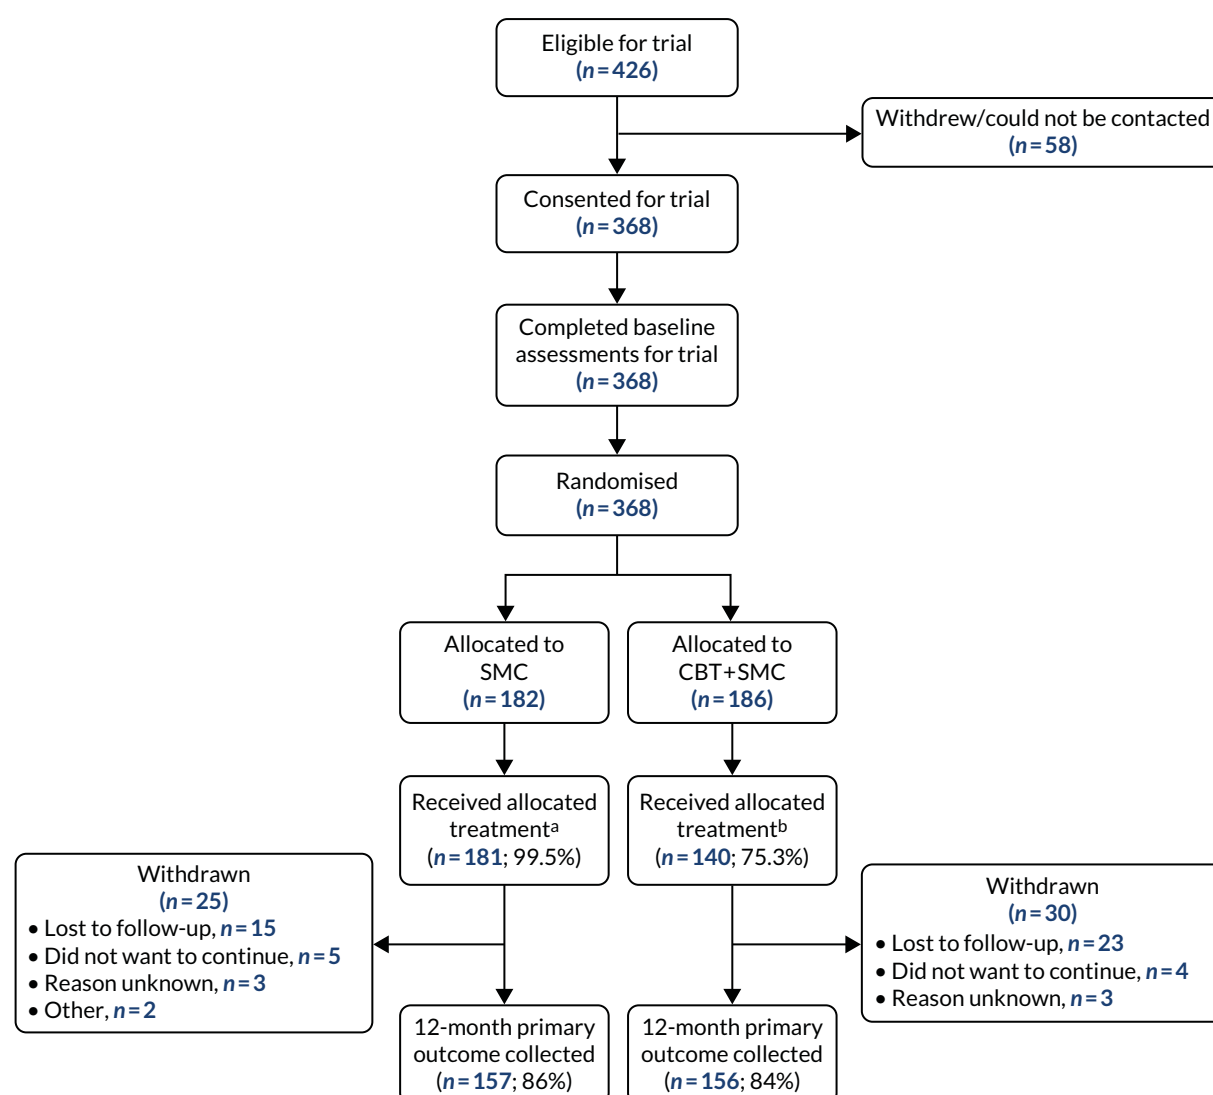 Eligible for trial
(n=426)
Withdrew/could not be contacted
(n=58)
Consented for trial
(n=368)
Completed baseline
assessments for trial
(n=368)
Randomised
(n=368)
Allocated to
SMC
(n=182)
Allocated to
CBT+SMC
(n=186)
Received allocated
treatmentᵃ
(n=181; 99.5%)
Received allocated
treatmentᵇ
(n=140; 75.3%)
Withdrawn
(n=25)
• Lost to follow-up, n=15
• Did not want to continue, n=5
• Reason unknown, n=3
• Other, n=2
Withdrawn
(n=30)
• Lost to follow-up, n=23
• Did not want to continue, n=4
• Reason unknown, n=3
12-month primary
outcome collected
(n=157; 86%)
12-month primary
outcome collected
(n=156; 84%)